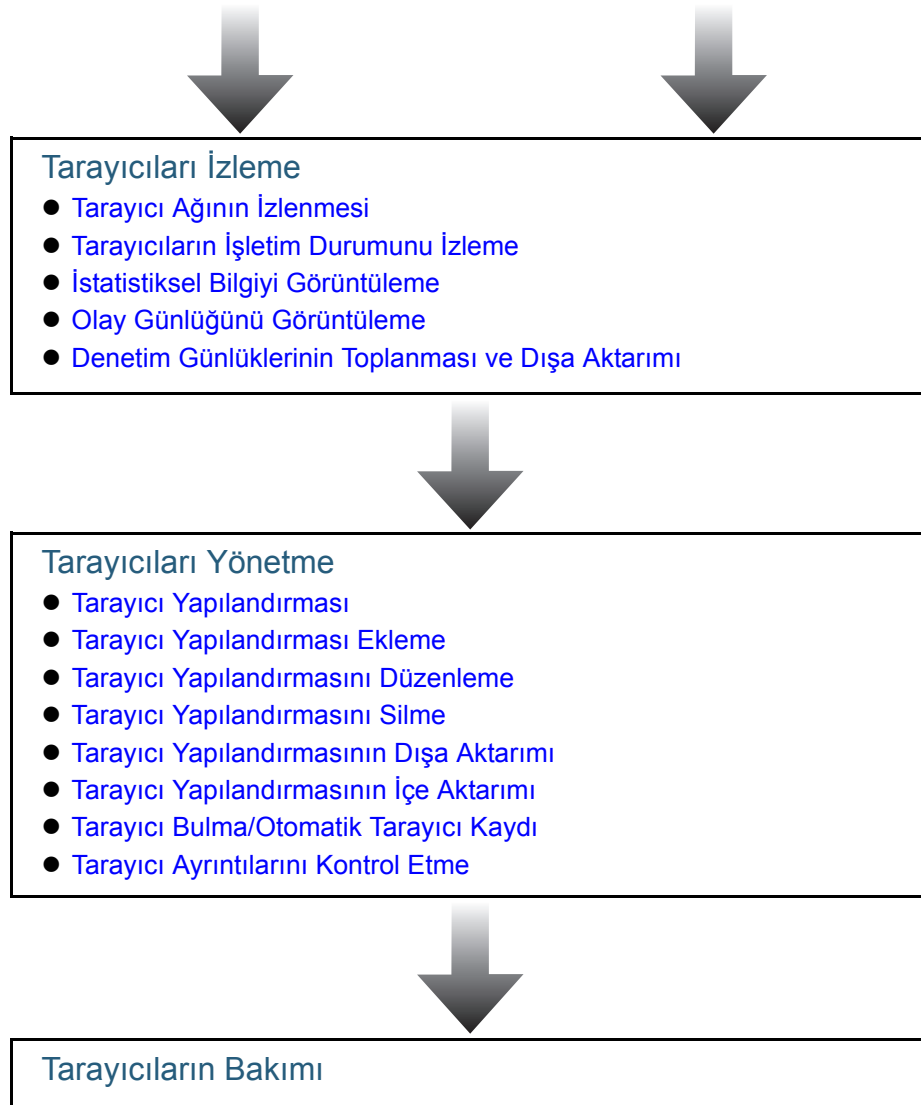 Tarayıcıları İzleme
● Tarayıcı Ağının İzlenmesi
● Tarayıcıların İşletim Durumunu İzleme
● İstatistiksel Bilgiyi Görüntüleme
● Olay Günlüğünü Görüntüleme
● Denetim Günlüklerinin Toplanması ve Dışa Aktarımı
Tarayıcıları Yönetme
● Tarayıcı Yapılandırması
● Tarayıcı Yapılandırması Ekleme
● Tarayıcı Yapılandırmasını Düzenleme
● Tarayıcı Yapılandırmasını Silme
● Tarayıcı Yapılandırmasının Dışa Aktarımı
● Tarayıcı Yapılandırmasının İçe Aktarımı
● Tarayıcı Bulma/Otomatik Tarayıcı Kaydı
● Tarayıcı Ayrıntılarını Kontrol Etme
Tarayıcıların Bakımı